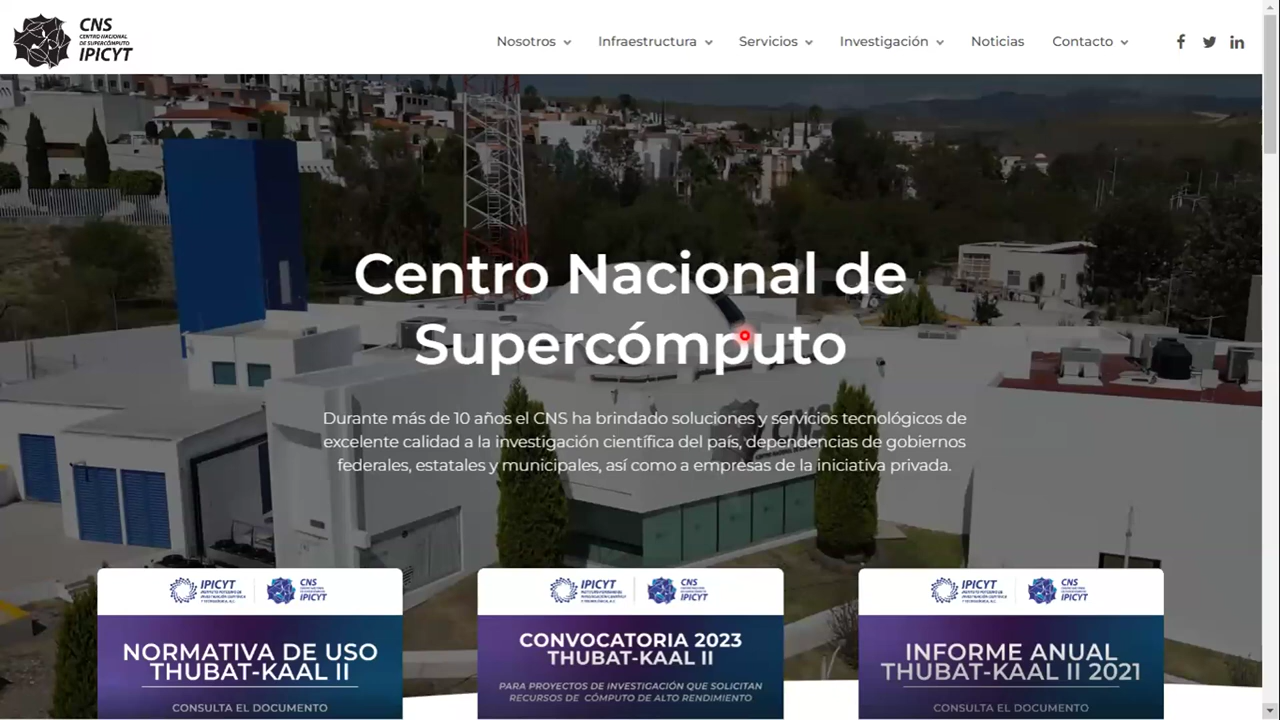 CNS
CENTRO NACIONAL
DE SUPERCÓMPUTO
IPICYT
Nosotros
Infraestructura
Servicios
Investigación
Noticias
Contacto
Centro Nacional de
Supercómputo
Durante más de 10 años el CNS ha brindado soluciones y servicios tecnológicos de
excelente calidad a la investigación científica del país, dependencias de gobiernos
federales, estatales y municipales, así como a empresas de la iniciativa privada.
IPICYT
CNS
IPICYT
NORMATIVA DE USO
THUBAT-KAAL II
CONSULTA EL DOCUMENTO
IPICYT
CNS
IPICYT
CONVOCATORIA 2023
THUBAT-KAAL II
PARA PROYECTOS DE INVESTIGACIÓN QUE SOLICITAN
RECURSOS DE CÓMPUTO DE ALTO RENDIMIENTO
IPICYT
CNS
IPICYT
INFORME ANUAL
THUBAT-KAAL II 2021
CONSULTA EL DOCUMENTO